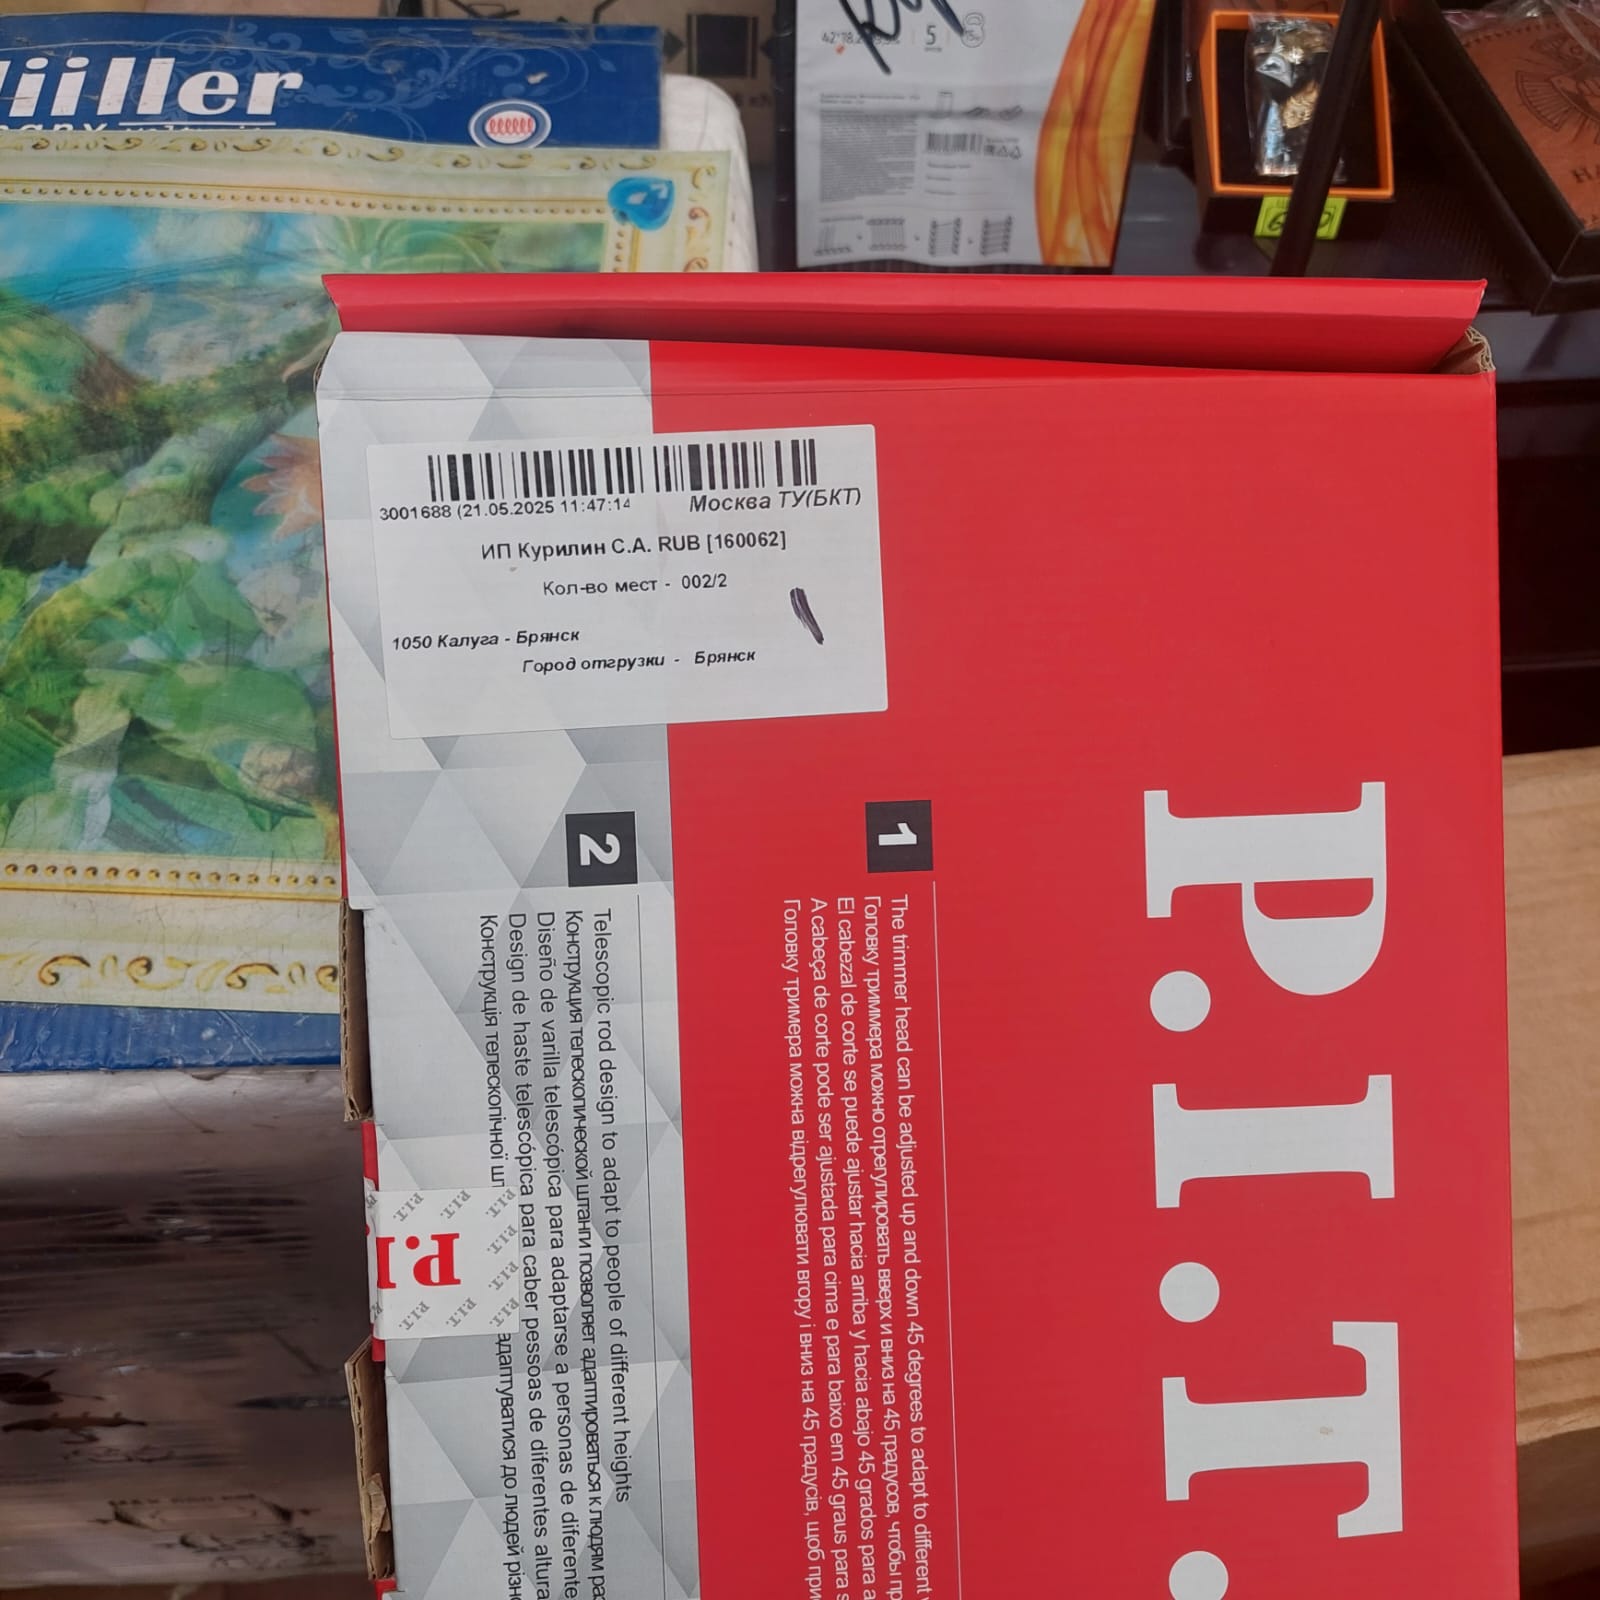 3001688 (21.05.2025 11:47:14
Москва ТУ(БКТ)
ИП Курилин С.А. RUB [160062]
Кол-во мест - 002/2
1050 Калуга - Брянск
Город отгрузки - Брянск
P.I.T.
1
The trimmer head can be adjusted up and down 45 degrees to adapt to different
Головку триммера можно отрегулировать вверх и вниз на 45 градусов, чтобы
El cabezal de corte se puede ajustar hacia arriba y hacia abajo 45 grados para
A cabeça de corte pode ser ajustada para cima e para baixo em 45 graus para
Головку тримера можна відрегулювати вгору і вниз на 45 градусів, щоб
2
Telescopic rod design to adapt to people of different heights
Конструкция телескопической штанги позволяет адаптироваться к людям
Diseño de varilla telescópica para adaptarse a personas de
Design de haste telescópica para caber pessoas de diferentes
Конструкція телескопічної адаптуватися до людей
P.I.T.
5